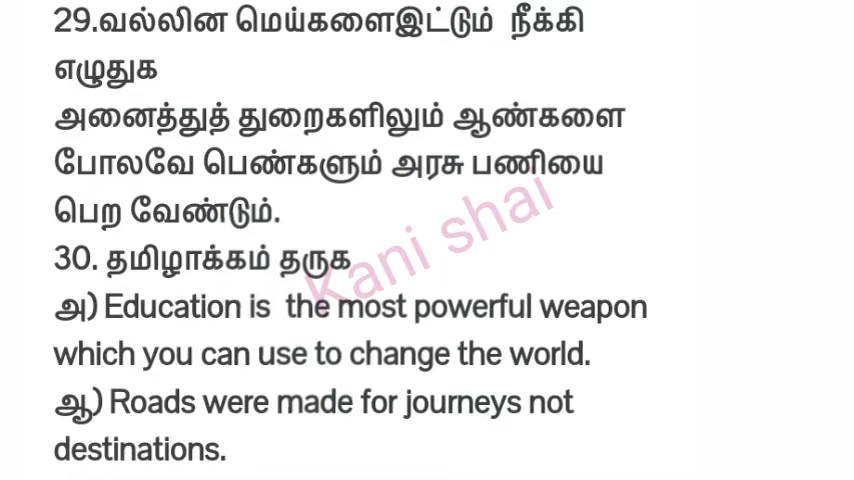 29.வல்லின மெய்களைஇட்டும் நீக்கி
எழுதுக
அனைத்துத் துறைகளிலும் ஆண்களை
போலவே பெண்களும் அரசு பணியை
பெற வேண்டும்.
30. தமிழாக்கம் தருக
அ) Education is the most powerful weapon
which you can use to change the world.
ஆ) Roads were made for journeys not
destinations.
Kani shai